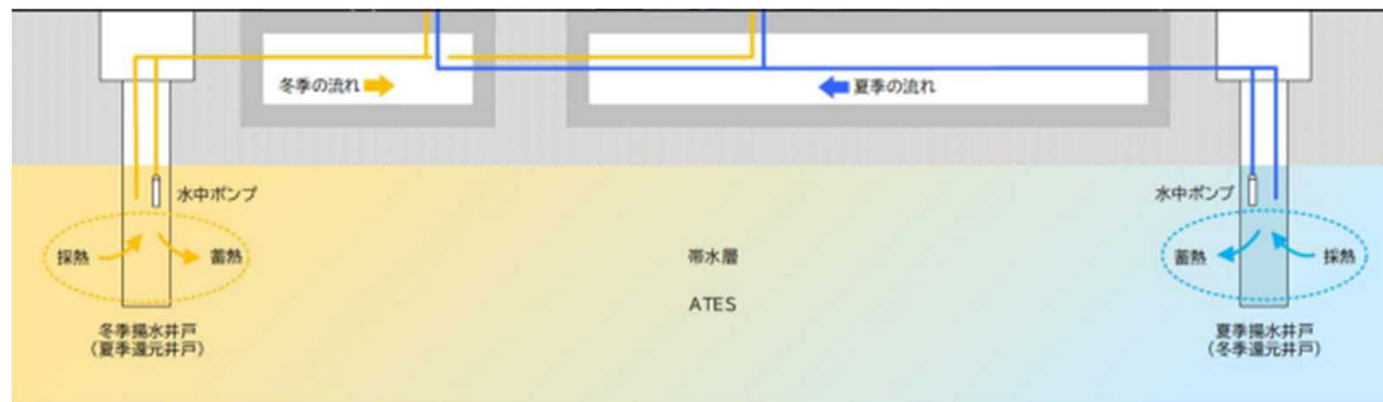 冬季の流れ
夏季の流れ
水中ポンプ
水中ポンプ
採熱
蓄熱
帯水層
蓄熱
採熱
ATES
冬季揚水井戸
（夏季還元井戸）
夏季揚水井戸
（冬季還元井戸）